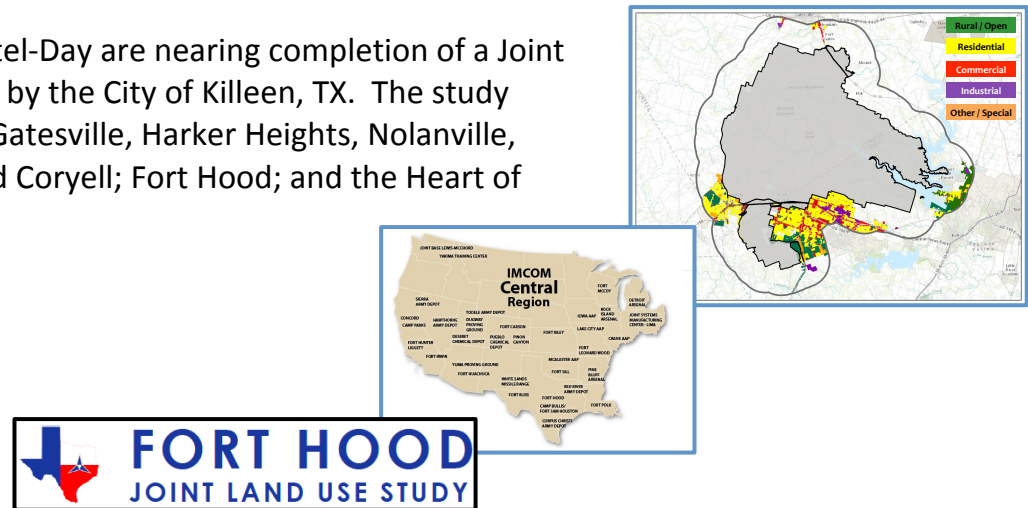 tel-Day are nearing completion of a Joint
by the City of Killeen, TX. The study
Gatesville, Harker Heights, Nolanville,
d Coryell; Fort Hood; and the Heart of
Rural / Open
Residential
Commercial
Industrial
Other / Special
IMCOM
Central
Region
JOINT BASE LEWIS-MCCHORD
YAKIMA TRAINING CENTER
FORT
MCCOY
DETROIT
ARSENAL
SIERRA
ARMY DEPOT
TOOELE ARMY DEPOT
ROCK
ISLAND
ARSENAL
JOINT SYSTEMS
MANUFACTURING
CENTER - LIMA
CONCORD
CAMP PARKS
HAWTHORNE
ARMY DEPOT
DUGWAY
PROVING
GROUND
FORT CARSON
IOWA AAP
LAKE CITY AAP
FORT RILEY
CRANE AAP
FORT HUNTER
LIGGETT
DESERET
CHEMICAL DEPOT
PUEBLO
CHEMICAL
DEPOT
PINON
CANYON
FORT
LEONARD WOOD
FORT IRWIN
MCALESTER AAP
YUMA PROVING GROUND
FORT HUACHUCA
FORT SILL
PINE
BLUFF
ARSENAL
WHITE SANDS
MISSILE RANGE
RED RIVER
ARMY DEPOT
FORT BLISS
FORT HOOD
CAMP BULLIS/
FORT SAM HOUSTON
FORT POLK
CORPUS CHRISTI
ARMY DEPOT
FORT HOOD
JOINT LAND USE STUDY